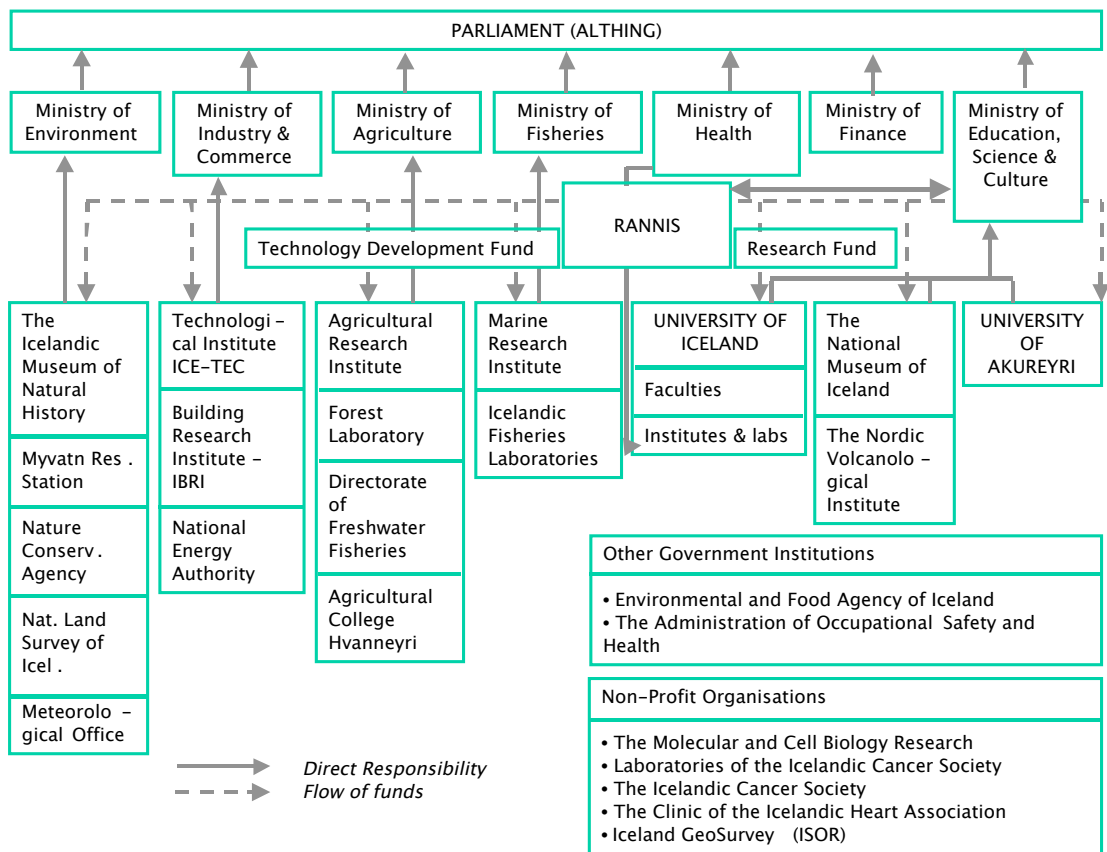 PARLIAMENT (ALTHING)
Ministry of
Environment
Ministry of
Industry &
Commerce
Ministry of
Agriculture
Ministry of
Fisheries
Ministry of
Health
Ministry of
Finance
Ministry of
Education,
Science &
Culture
RANNIS
Technology Development Fund
Research Fund
The
Icelandic
Museum of
Natural
History
Myvatn Res .
Station
Nature
Conserv .
Agency
Nat. Land
Survey of
Icel .
Meteorolo -
gical Office
Technologi -
cal Institute
ICE-TEC
Building
Research
Institute -
IBRI
National
Energy
Authority
Agricultural
Research
Institute
Forest
Laboratory
Directorate
of
Freshwater
Fisheries
Agricultural
College
Hvanneyri
Marine
Research
Institute
Icelandic
Fisheries
Laboratories
UNIVERSITY OF
ICELAND
Faculties
Institutes & labs
The
National
Museum of
Iceland
The Nordic
Volcanolo -
gical
Institute
UNIVERSITY
OF
AKUREYRI
Other Government Institutions
• Environmental and Food Agency of Iceland
• The Administration of Occupational Safety and
Health
Non-Profit Organisations
• The Molecular and Cell Biology Research
• Laboratories of the Icelandic Cancer Society
• The Icelandic Cancer Society
• The Clinic of the Icelandic Heart Association
• Iceland GeoSurvey (ISOR)
Direct Responsibility
Flow of funds